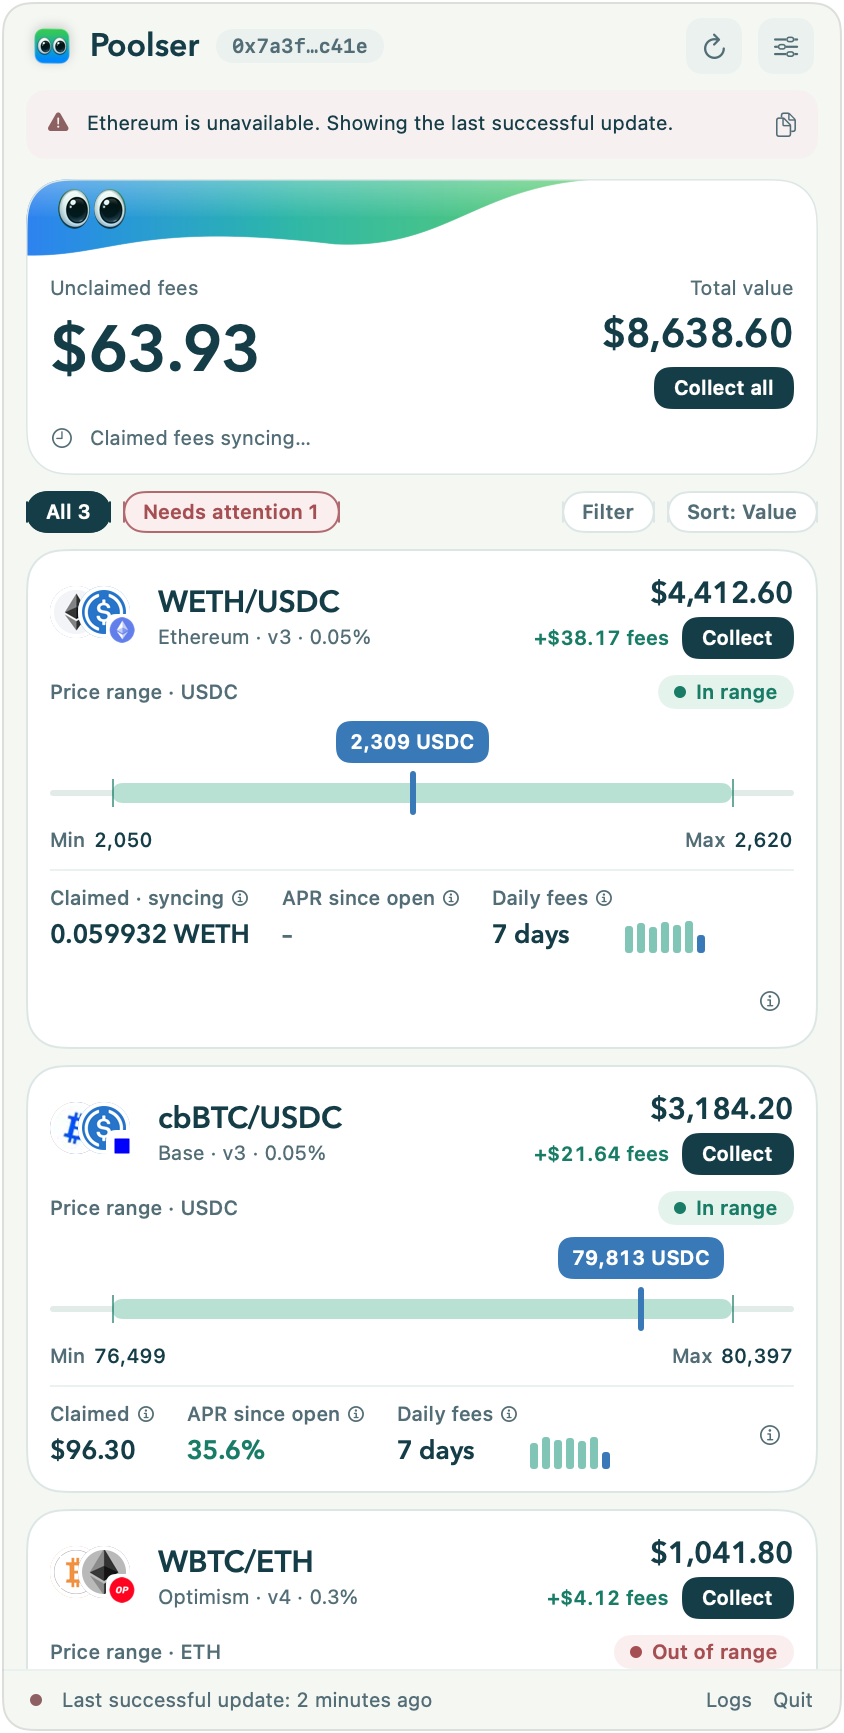 Poolser
0x7a3f…c41e
Ethereum is unavailable. Showing the last successful update.
Unclaimed fees
Total value
$63.93
$8,638.60
Collect all
Claimed fees syncing…
All 3
Needs attention 1
Filter
Sort: Value
WETH/USDC
$4,412.60
Ethereum · v3 · 0.05%
+$38.17 fees
Collect
Price range · USDC
In range
2,309 USDC
Min 2,050
Max 2,620
Claimed · syncing
APR since open
Daily fees
0.059932 WETH
-
7 days
cbBTC/USDC
$3,184.20
Base · v3 · 0.05%
+$21.64 fees
Collect
Price range · USDC
In range
79,813 USDC
Min 76,499
Max 80,397
Claimed
APR since open
Daily fees
$96.30
35.6%
7 days
WBTC/ETH
$1,041.80
OP
Optimism · v4 · 0.3%
+$4.12 fees
Collect
Price range · ETH
Out of range
Last successful update: 2 minutes ago
Logs
Quit